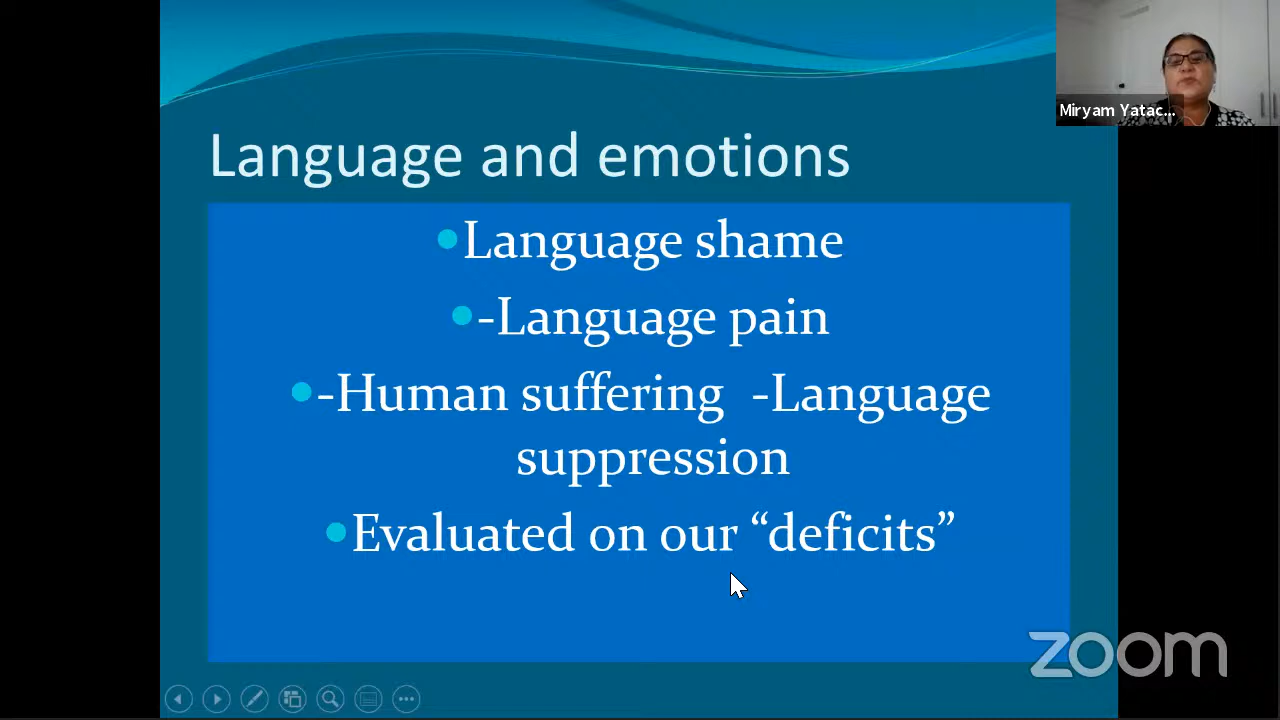 Miryam Yatac...
Language and emotions
Language shame
-Language pain
-Human suffering  -Language
suppression
Evaluated on our “deficits”
zoom